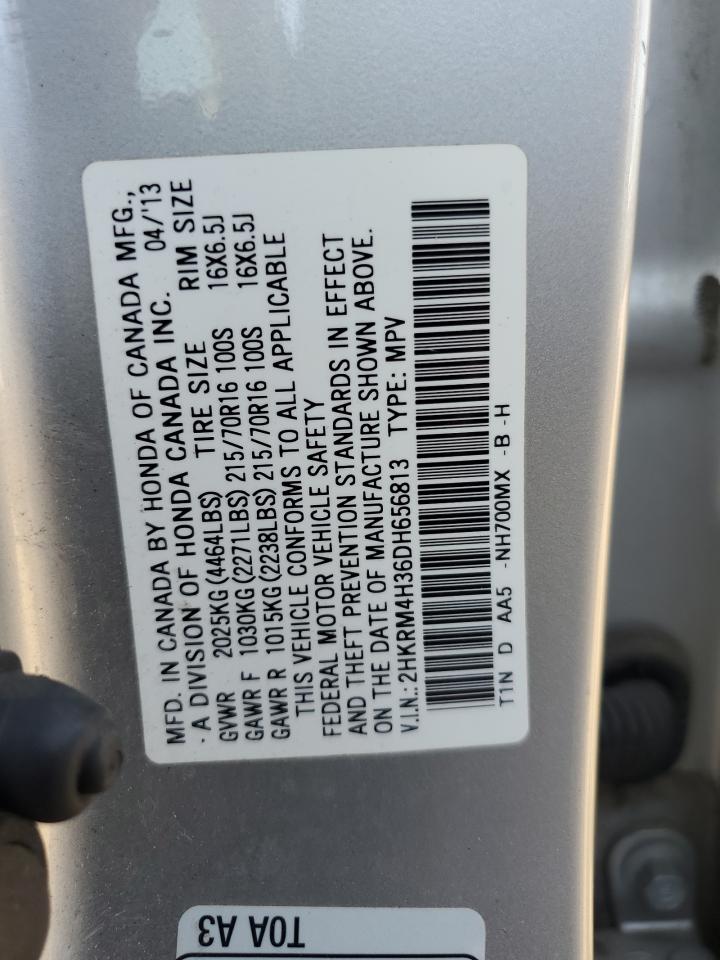 MFD. IN CANADA BY HONDA OF CANADA MFG.,
- A DIVISION OF HONDA CANADA INC. 04/'13
GVWR 2025KG(4464LBS) TIRE SIZE RIM SIZE
GAWR F 1030KG(2271LBS) 215/70R16 100S 16X6.5J
GAWR R 1015KG(2238LBS) 215/70R16 100S 16X6.5J
THIS VEHICLE CONFORMS TO ALL APPLICABLE
FEDERAL MOTOR VEHICLE SAFETY
AND THEFT PREVENTION STANDARDS IN EFFECT
ON THE DATE OF MANUFACTURE SHOWN ABOVE.
V.I.N.: 2HKRM4H36DH656813 TYPE: MPV
T1N D AA5 -NH700MX -B -H
T0A A3